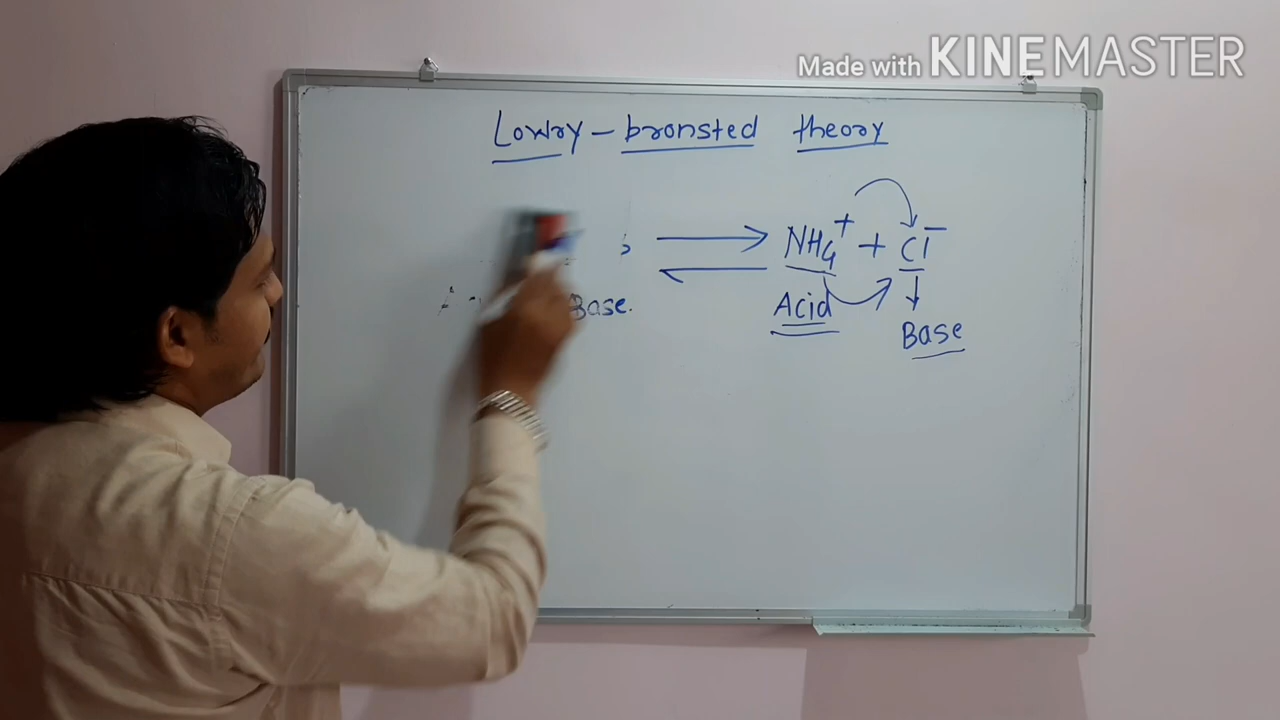 Made with KINEMASTER
Lowry - bronsted theory
⇌ NH4+ + Cl-
Base. Acid
Base